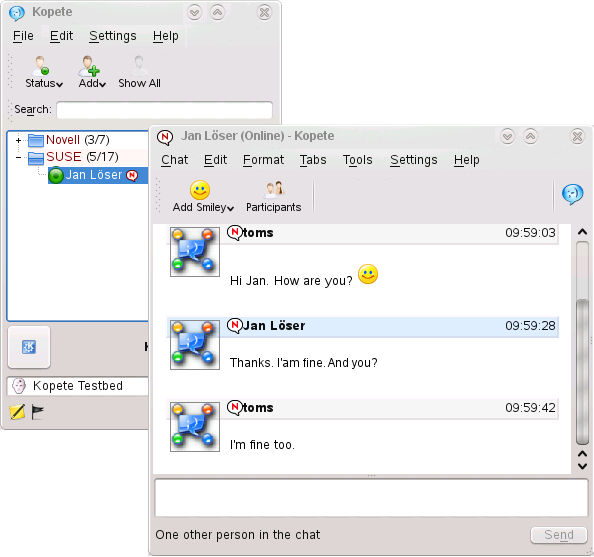 Kopete
File Edit Settings Help
Status Add Show All
Search:
Novell (3/7)
SUSE (5/17)
Jan Löser N
K
Kopete Testbed
N Jan Löser (Online) - Kopete
Chat Edit Format Tabs Tools Settings Help
Add Smiley Participants
N toms 09:59:03
Hi Jan. How are you?
N Jan Löser 09:59:28
Thanks. I'am fine. And you?
N toms 09:59:42
I'm fine too.
One other person in the chat
Send